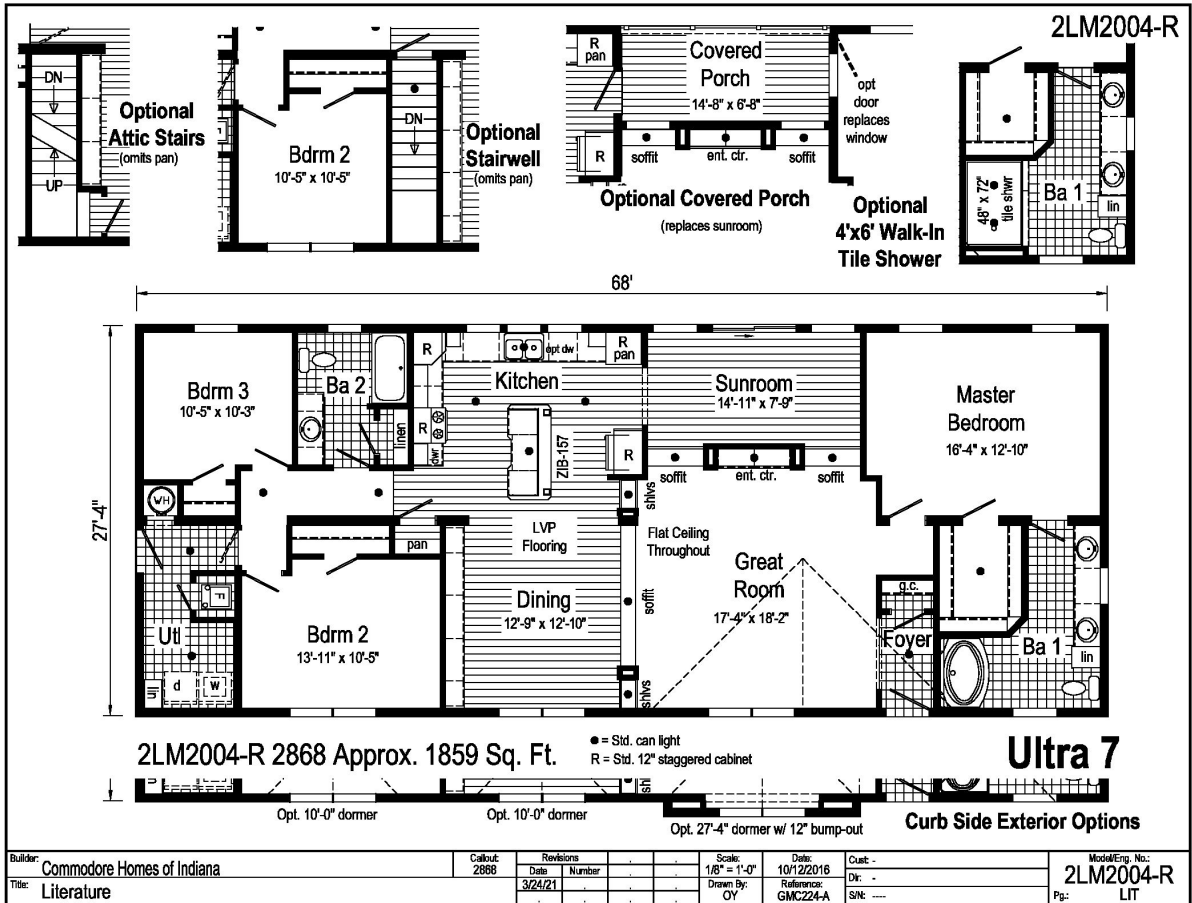 2LM2004-R
DN
UP
Optional
Attic Stairs
(omits pan)
Bdrm 2
10'-5" x 10'-5"
DN
Optional
Stairwell
(omits pan)
R
pan
R
Covered
Porch
14'-8" x 6'-8"
soffit
ent. ctr.
soffit
opt
door
replaces
window
Optional Covered Porch
(replaces sunroom)
Optional
4'x6' Walk-In
Tile Shower
48" x 72"
tile shwr
Ba 1
lin
68'
27'-4"
Bdrm 3
10'-5" x 10'-3"
Ba 2
linen
R
R
dwr
opt dw
R
pan
Kitchen
ZIB-157
R
shlvs
Sunroom
14'-11" x 7'-9"
soffit
ent. ctr.
soffit
Master
Bedroom
16'-4" x 12'-10"
WH
F
Utl
lin
d
w
pan
Bdrm 2
13'-11" x 10'-5"
LVP
Flooring
Dining
12'-9" x 12'-10"
soffit
shlvs
Flat Ceiling
Throughout
Great
Room
17'-4" x 18'-2"
g.c.
Foyer
Ba 1
lin
2LM2004-R 2868 Approx. 1859 Sq. Ft.
● = Std. can light
R = Std. 12" staggered cabinet
Ultra 7
shlvs
Opt. 10'-0" dormer
Opt. 10'-0" dormer
Opt. 27'-4" dormer w/ 12" bump-out
Curb Side Exterior Options
Builder: Commodore Homes of Indiana
Title: Literature
Callout: 2868
Revisions
Date Number
3/24/21
Scale: 1/8" = 1'-0"
Drawn By: OY
Date: 10/12/2016
Reference: GMC224-A
Cust: -
Dir: -
S/N: ----
Model/Eng. No.: 2LM2004-R
Pg.: LIT